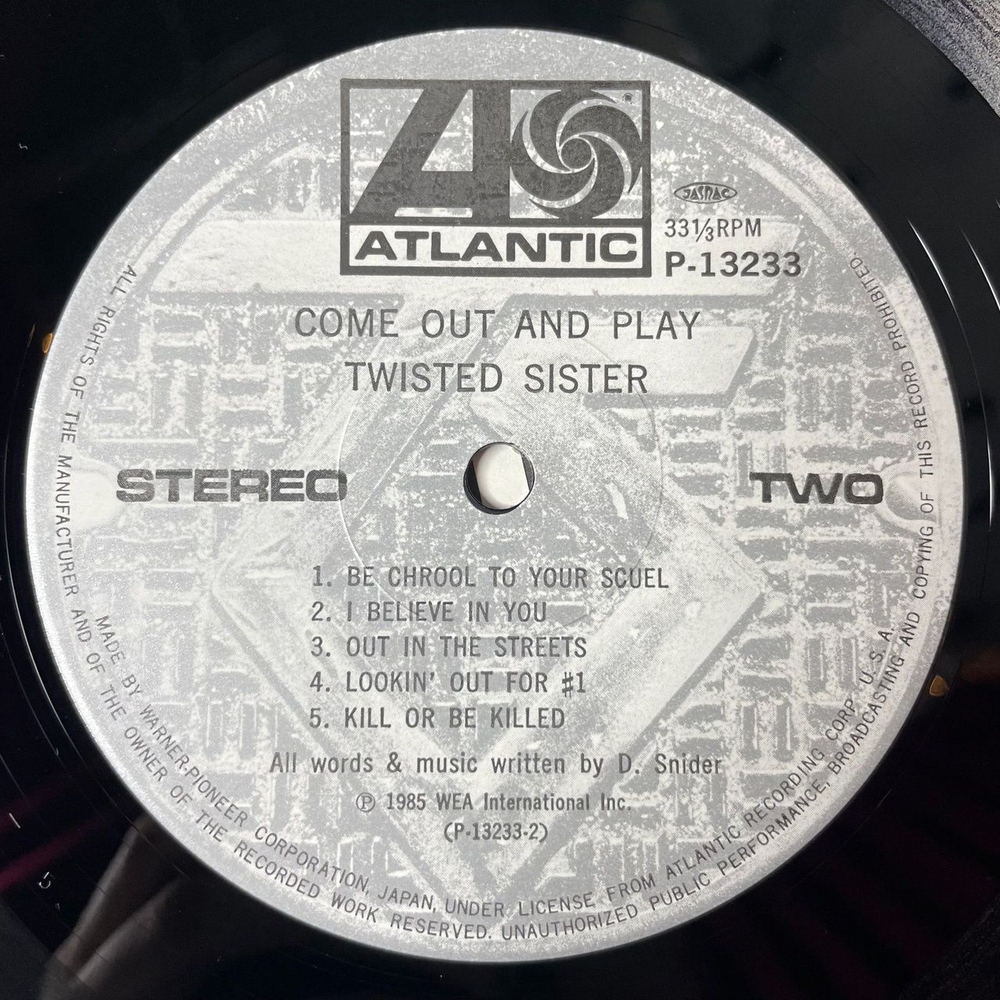 ATLANTIC
JASRAC
33 1/3 RPM
P-13233
COME OUT AND PLAY
TWISTED SISTER
STEREO
TWO
1. BE CHROOL TO YOUR SCUEL
2. I BELIEVE IN YOU
3. OUT IN THE STREETS
4. LOOKIN' OUT FOR #1
5. KILL OR BE KILLED
All words & music written by D. Snider
℗ 1985 WEA International Inc.
(P-13233-2)
MADE BY WARNER-PIONEER CORPORATION, JAPAN, UNDER LICENSE FROM ATLANTIC RECORDING CORP. U.S.A.
ALL RIGHTS OF THE MANUFACTURER AND OF THE OWNER OF THE RECORDED WORK RESERVED. UNAUTHORIZED PUBLIC PERFORMANCE, BROADCASTING AND COPYING OF THIS RECORD PROHIBITED